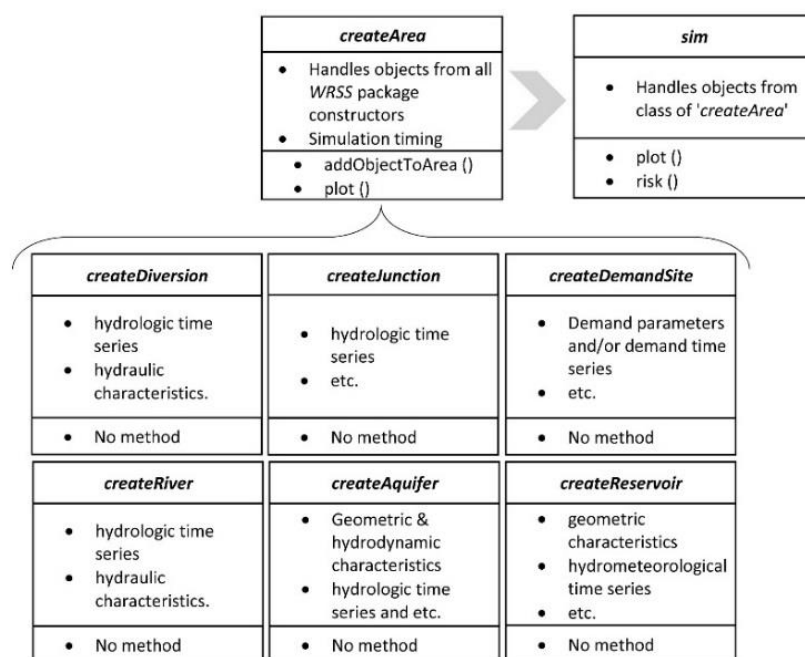 createArea
• Handles objects from all
WRSS package
constructors
• Simulation timing
• addObjectToArea ()
• plot ()
sim
• Handles objects from
class of 'createArea'
• plot ()
• risk ()
createDiversion
• hydrologic time
series
• hydraulic
characteristics.
• No method
createJunction
• hydrologic time
series
• etc.
• No method
createDemandSite
• Demand parameters
and/or demand time
series
• etc.
• No method
createRiver
• hydrologic time
series
• hydraulic
characteristics.
• No method
createAquifer
• Geometric &
hydrodynamic
characteristics
• hydrologic time
series and etc.
• No method
createReservoir
• geometric
characteristics
• hydrometeorological
time series
• etc.
• No method